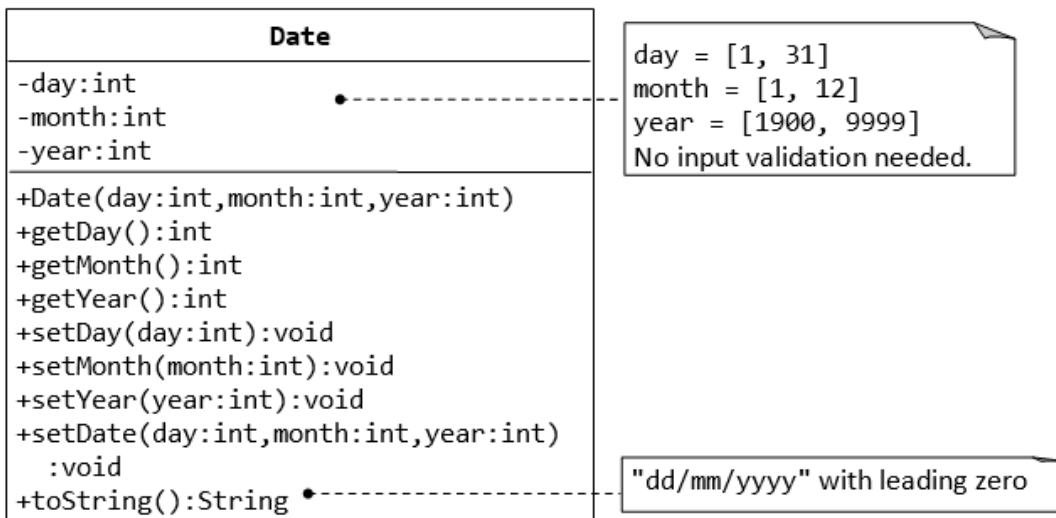 Date
-day:int
-month:int
-year:int
day = [1, 31]
month = [1, 12]
year = [1900, 9999]
No input validation needed.
+Date(day:int,month:int,year:int)
+getDay():int
+getMonth():int
+getYear():int
+setDay(day:int):void
+setMonth(month:int):void
+setYear(year:int):void
+setDate(day:int,month:int,year:int)
:void
+toString():String
"dd/mm/yyyy" with leading zero